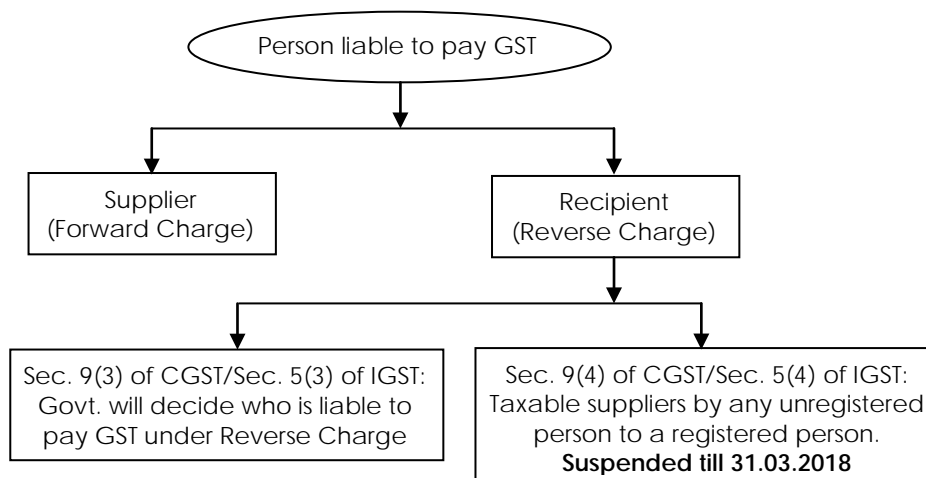 Person liable to pay GST
Supplier
(Forward Charge)
Recipient
(Reverse Charge)
Sec. 9(3) of CGST/Sec. 5(3) of IGST:
Govt. will decide who is liable to
pay GST under Reverse Charge
Sec. 9(4) of CGST/Sec. 5(4) of IGST:
Taxable suppliers by any unregistered
person to a registered person.
Suspended till 31.03.2018